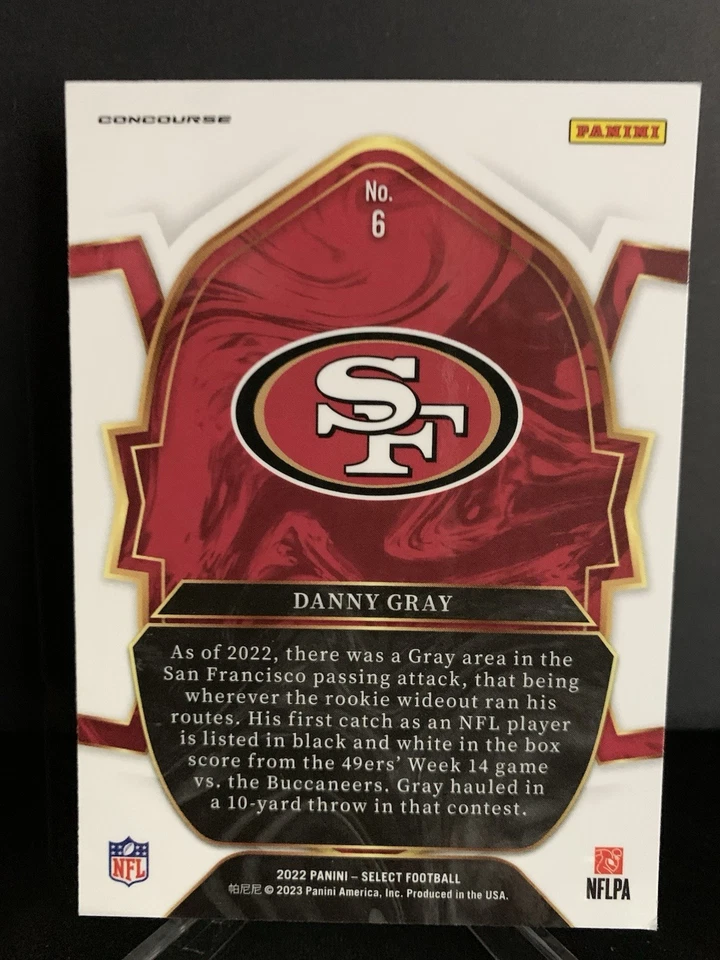 CONCOURSE
PANINI
No.
6
SF
DANNY GRAY
As of 2022, there was a Gray area in the
San Francisco passing attack, that being
wherever the rookie wideout ran his
routes. His first catch as an NFL player
is listed in black and white in the box
score from the 49ers' Week 14 game
vs. the Buccaneers. Gray hauled in
a 10-yard throw in that contest.
NFL
2022 PANINI – SELECT FOOTBALL
帕尼尼 © 2023 Panini America, Inc. Produced in the USA.
NFLPA